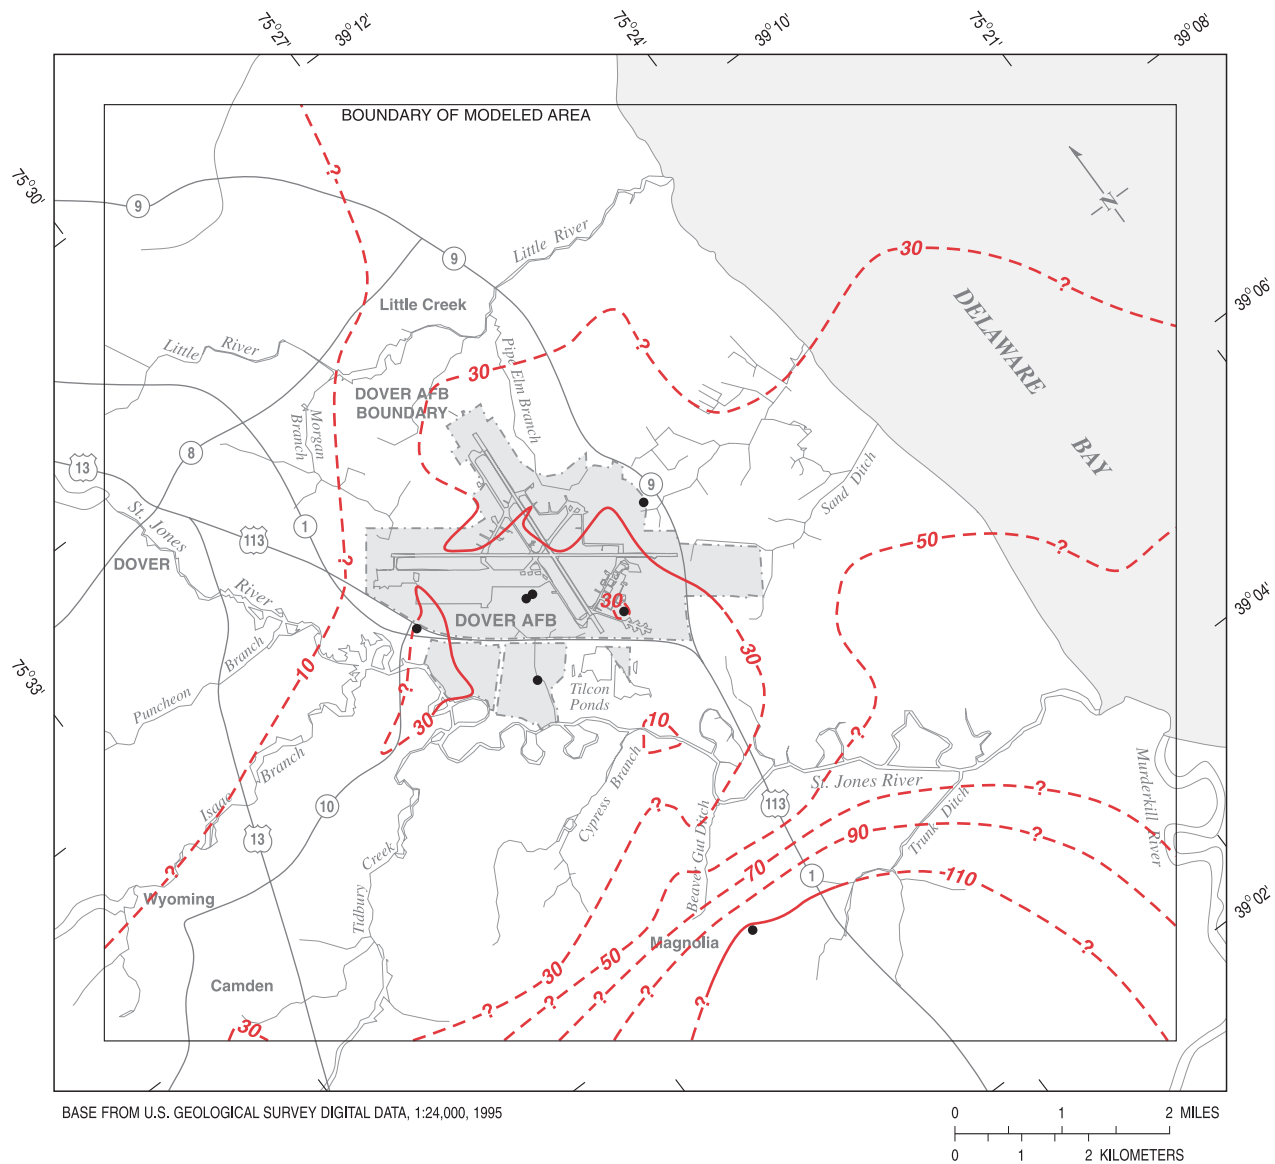 75°27'
39°12'
75°24'
39°10'
75°21'
39°08'
BOUNDARY OF MODELED AREA
75°30'
?
N
9
Little River
9
30
?
39°06'
DELAWARE
BAY
Little Creek
Little River
Pipe Elm Branch
?
30
DOVER AFB
BOUNDARY
Morgan
Branch
8
13
9
Sand Ditch
St. Jones
River
1
113
50
?
DOVER
?
39°04'
30
DOVER AFB
Puncheon Branch
10
30
75°33'
?
Tilcon
Ponds
30
10
?
Isaac Branch
St. Jones River
Murderkill River
?
10
?
113
Cypress Branch
Beaver Gut Ditch
Trunk Ditch
13
90
?
Tidbury Creek
?
70
1
110
Wyoming
39°02'
Magnolia
?
50
30
Camden
?
?
?
?
?
30
BASE FROM U.S. GEOLOGICAL SURVEY DIGITAL DATA, 1:24,000, 1995
0 1 2 MILES
0 1 2 KILOMETERS